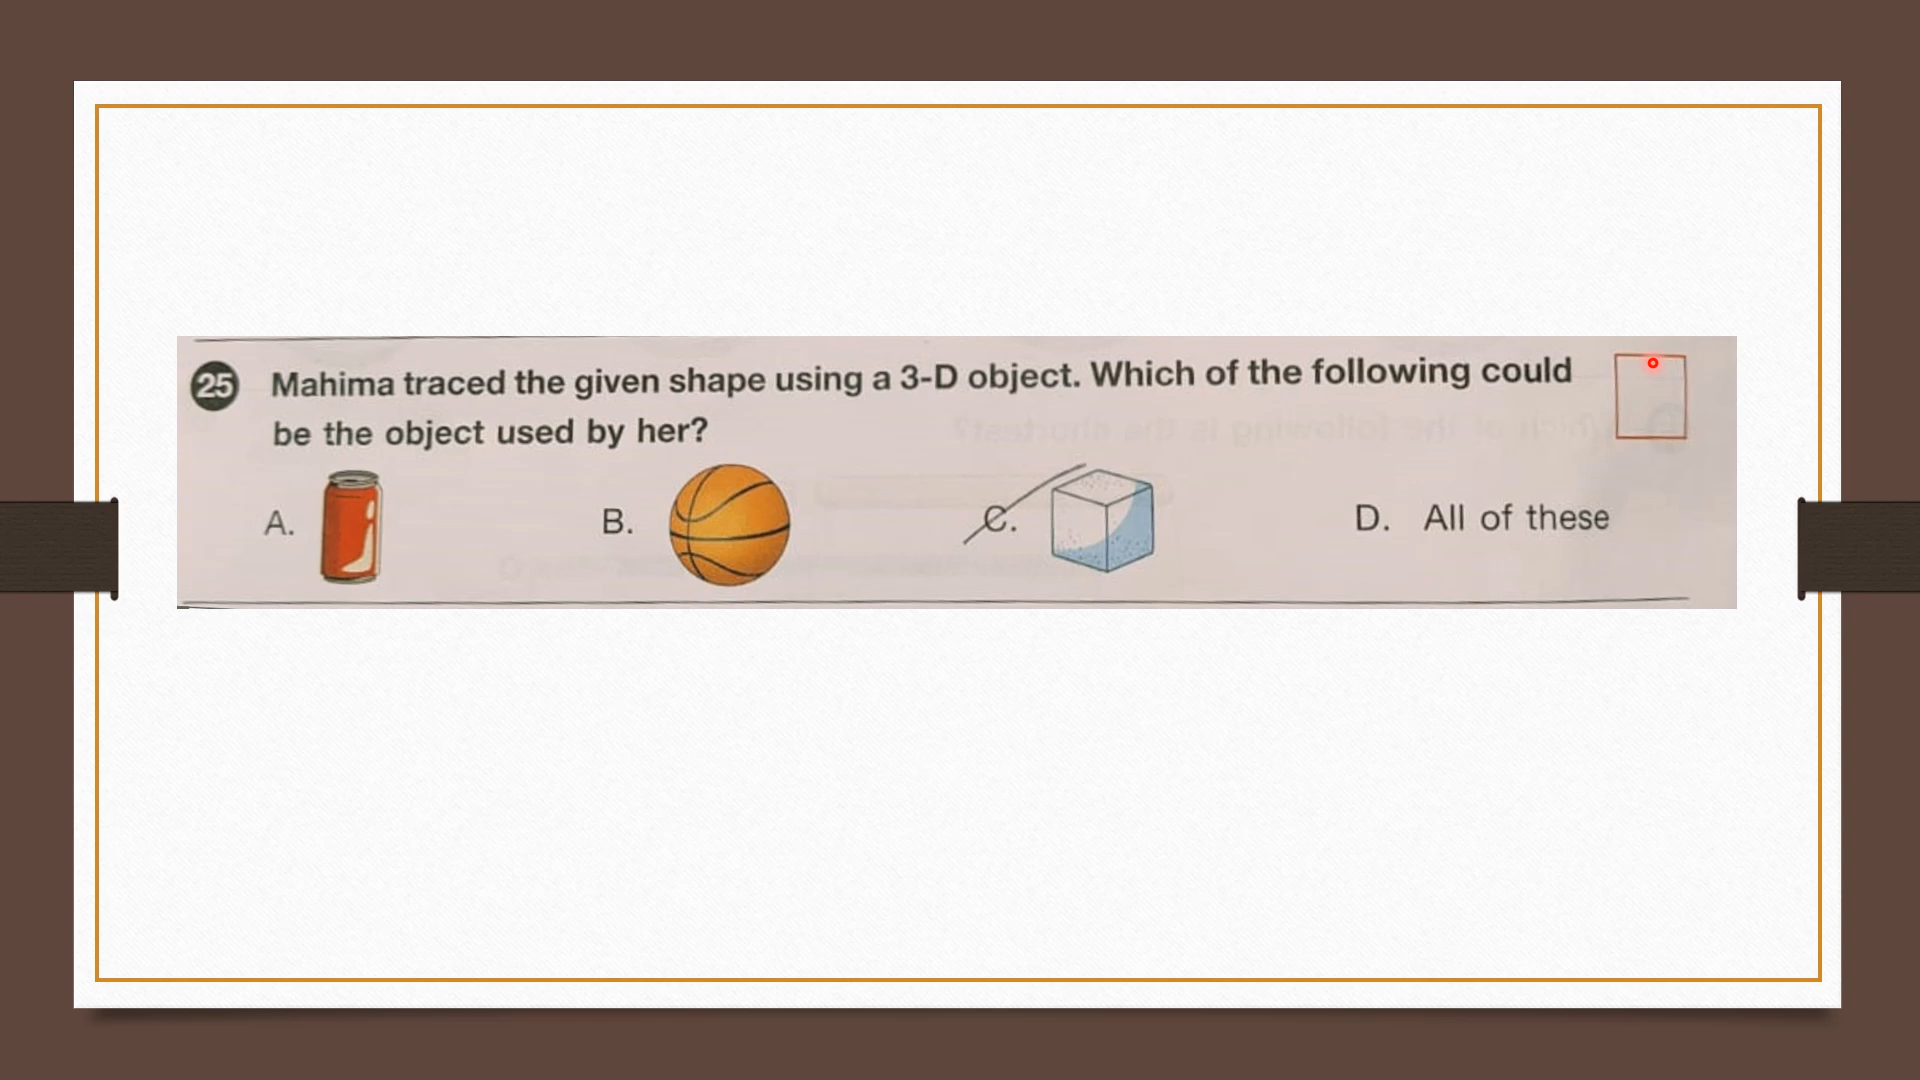 25 Mahima traced the given shape using a 3-D object. Which of the following could
be the object used by her?
A. B. C. D. All of these